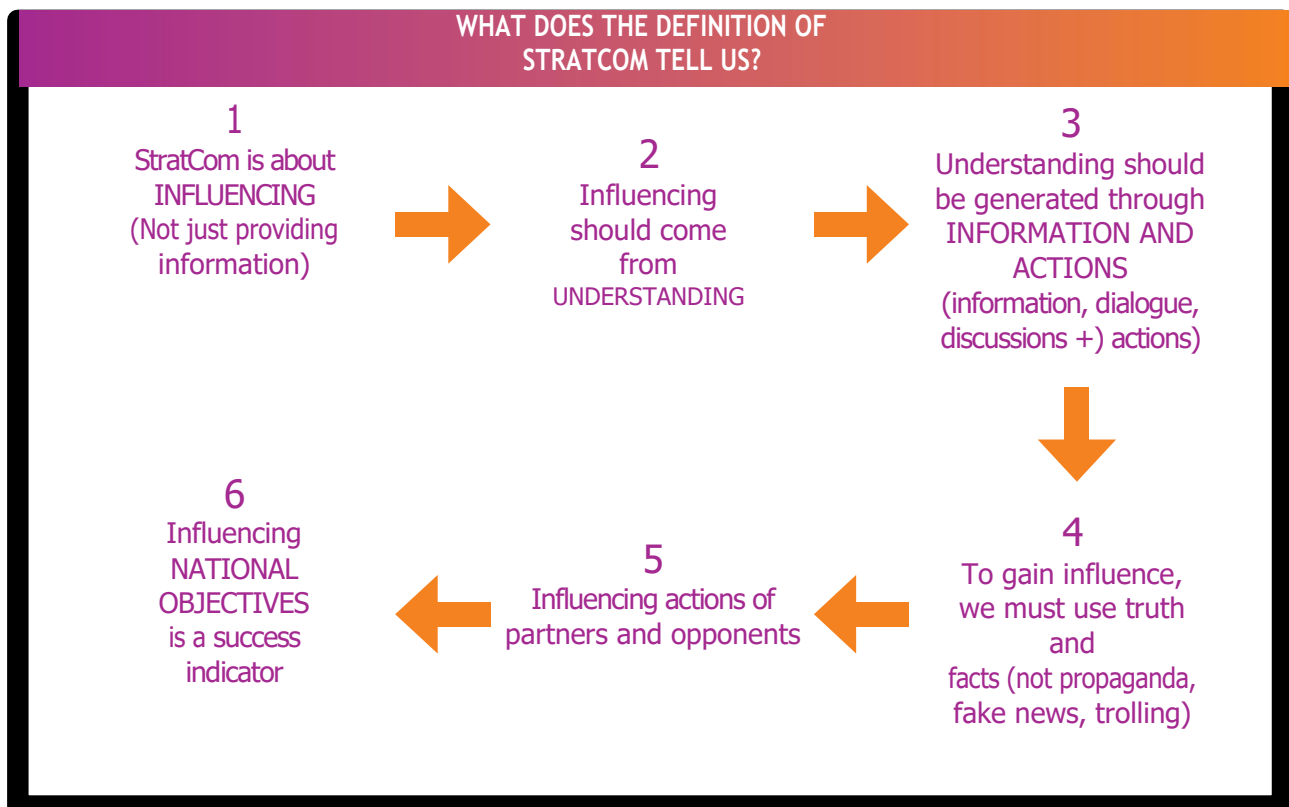 WHAT DOES THE DEFINITION OF
STRATCOM TELL US?
1
StratCom is about
INFLUENCING
(Not just providing
information)
2
Influencing
should come
from
UNDERSTANDING
3
Understanding should
be generated through
INFORMATION AND
ACTIONS
(information, dialogue,
discussions +) actions)
4
To gain influence,
we must use truth
and
facts (not propaganda,
fake news, trolling)
5
Influencing actions of
partners and opponents
6
Influencing
NATIONAL
OBJECTIVES
is a success
indicator